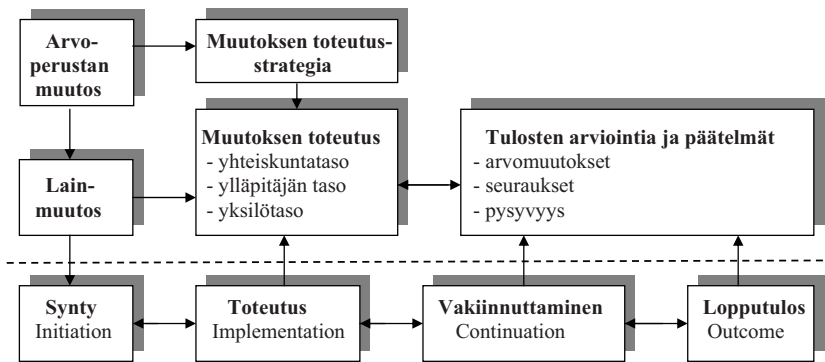 Arvo-
perustan
muutos
Muutoksen toteutus-
strategia
Muutoksen toteutus
- yhteiskuntataso
- ylläpitäjän taso
- yksilötaso
Tulosten arviointia ja päätelmät
- arvomuutokset
- seuraukset
- pysyvyys
Lain-
muutos
Synty
Initiation
Toteutus
Implementation
Vakiinnuttaminen
Continuation
Lopputulos
Outcome